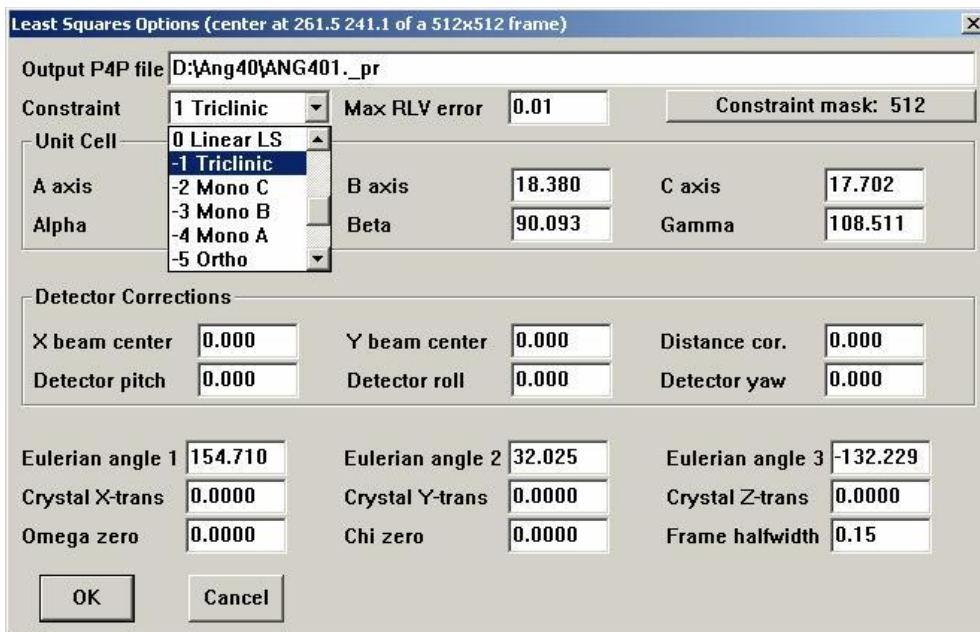 Least Squares Options (center at 261.5 241.1 of a 512x512 frame)
Output P4P file D:\Ang40\ANG401._pr
Constraint 1 Triclinic Max RLV error 0.01 Constraint mask: 512
0 Linear LS
-1 Triclinic
-2 Mono C
-3 Mono B
-4 Mono A
-5 Ortho
Unit Cell
A axis B axis 18.380 C axis 17.702
Alpha Beta 90.093 Gamma 108.511
Detector Corrections
X beam center 0.000 Y beam center 0.000 Distance cor. 0.000
Detector pitch 0.000 Detector roll 0.000 Detector yaw 0.000
Eulerian angle 1 154.710 Eulerian angle 2 32.025 Eulerian angle 3 -132.229
Crystal X-trans 0.0000 Crystal Y-trans 0.0000 Crystal Z-trans 0.0000
Omega zero 0.0000 Chi zero 0.0000 Frame halfwidth 0.15
OK Cancel